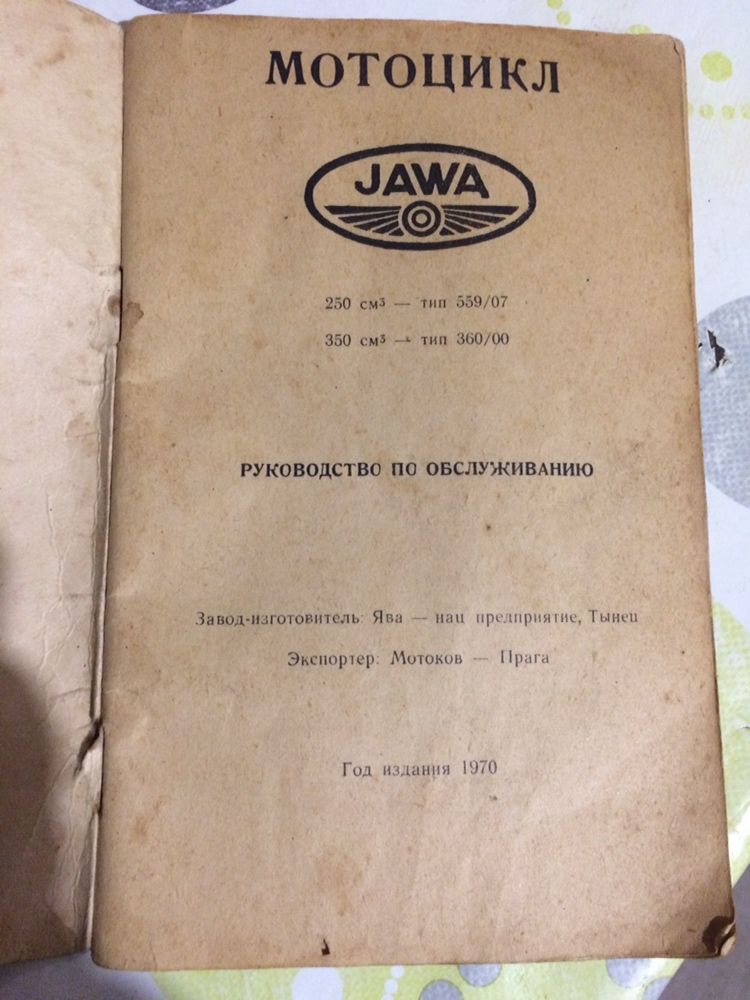 МОТОЦИКЛ
JAWA
250 см³ — тип 559/07
350 см³ — тип 360/00
РУКОВОДСТВО ПО ОБСЛУЖИВАНИЮ
Завод-изготовитель: Ява — нац предприятие, Тынец
Экспортер: Мотоков — Прага
Год издания 1970